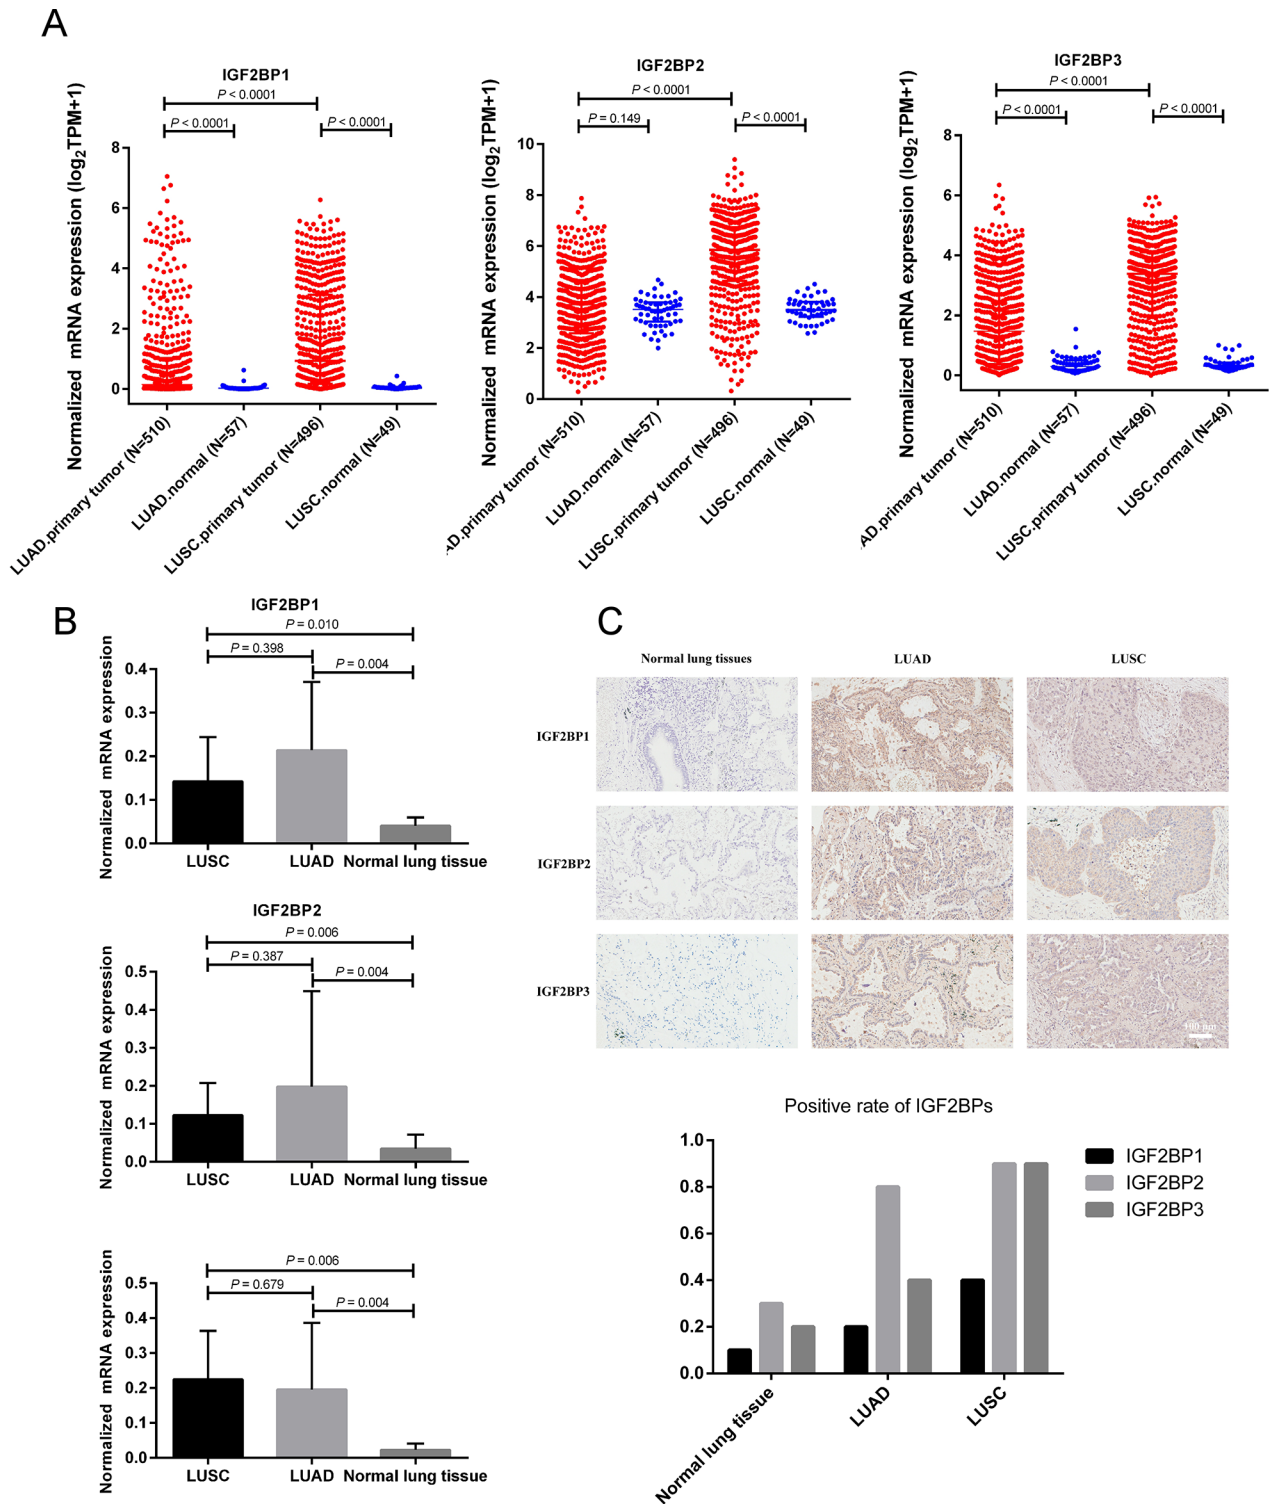 A
IGF2BP1
P < 0.0001
P < 0.0001
P < 0.0001
Normalized mRNA expression (log2TPM+1)
8
6
4
2
0
LUAD.primary tumor (N=510)
LUAD.normal (N=57)
LUSC.primary tumor (N=496)
LUSC.normal (N=49)
IGF2BP2
P < 0.0001
P = 0.149
P < 0.0001
Normalized mRNA expression (log2TPM+1)
10
8
6
4
2
0
AD.primary tumor (N=510)
LUAD.normal (N=57)
LUSC.primary tumor (N=496)
LUSC.normal (N=49)
IGF2BP3
P < 0.0001
P < 0.0001
P < 0.0001
Normalized mRNA expression (log2TPM+1)
8
6
4
2
0
AD.primary tumor (N=510)
LUAD.normal (N=57)
LUSC.primary tumor (N=496)
LUSC.normal (N=49)
B
IGF2BP1
P = 0.010
P = 0.398
P = 0.004
Normalized mRNA expression
0.4
0.3
0.2
0.1
0.0
LUSC
LUAD
Normal lung tissue
IGF2BP2
P = 0.006
P = 0.387
P = 0.004
Normalized mRNA expression
0.5
0.4
0.3
0.2
0.1
0.0
LUSC
LUAD
Normal lung tissue
P = 0.006
P = 0.679
P = 0.004
Normalized mRNA expression
0.5
0.4
0.3
0.2
0.1
0.0
LUSC
LUAD
Normal lung tissue
C
Normal lung tissues
LUAD
LUSC
IGF2BP1
IGF2BP2
IGF2BP3
100 μm
Positive rate of IGF2BPs
1.0
0.8
0.6
0.4
0.2
0.0
Normal lung tissue
LUAD
LUSC
IGF2BP1
IGF2BP2
IGF2BP3